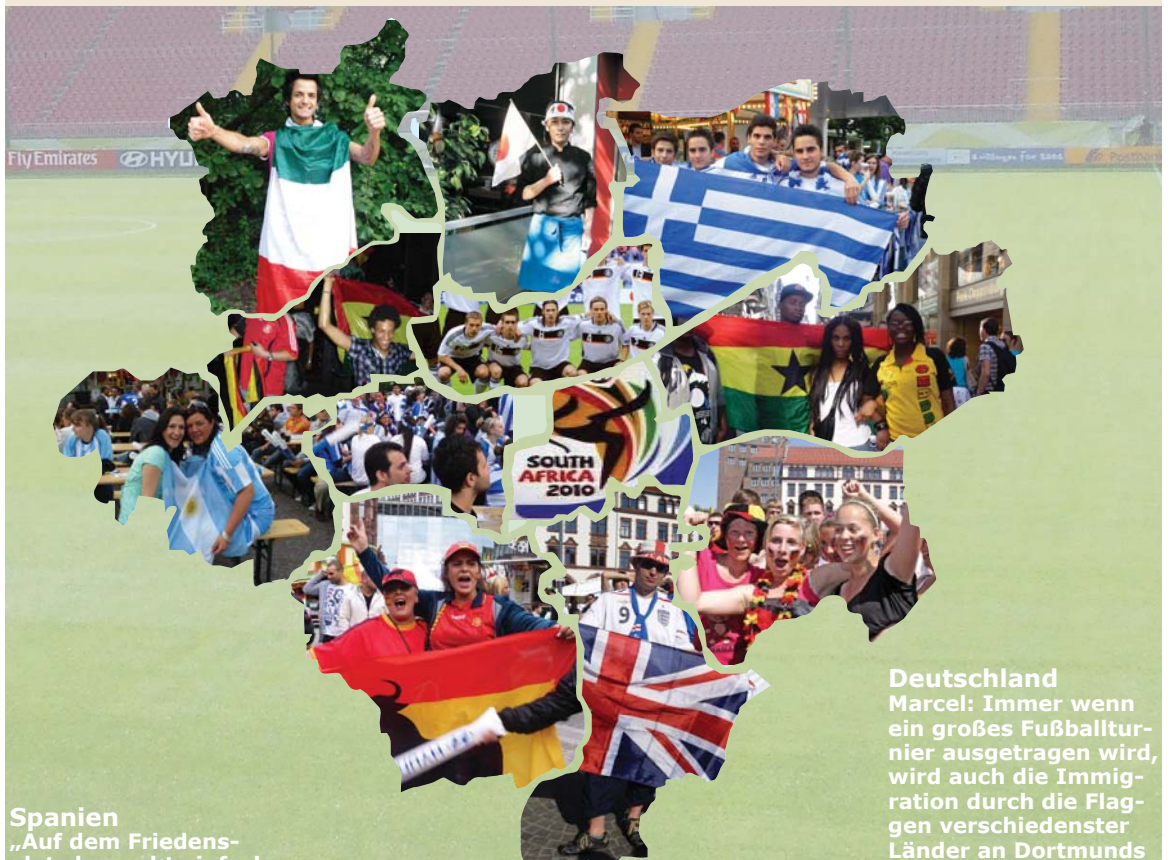 Fly Emirates
HYU
SOUTH
AFRICA
2010
9
Spanien
„Auf dem Friedens-
Deutschland
Marcel: Immer wenn
ein großes Fußballtur-
nier ausgetragen wird,
wird auch die Immig-
ration durch die Flag-
gen verschiedenster
Länder an Dortmunds